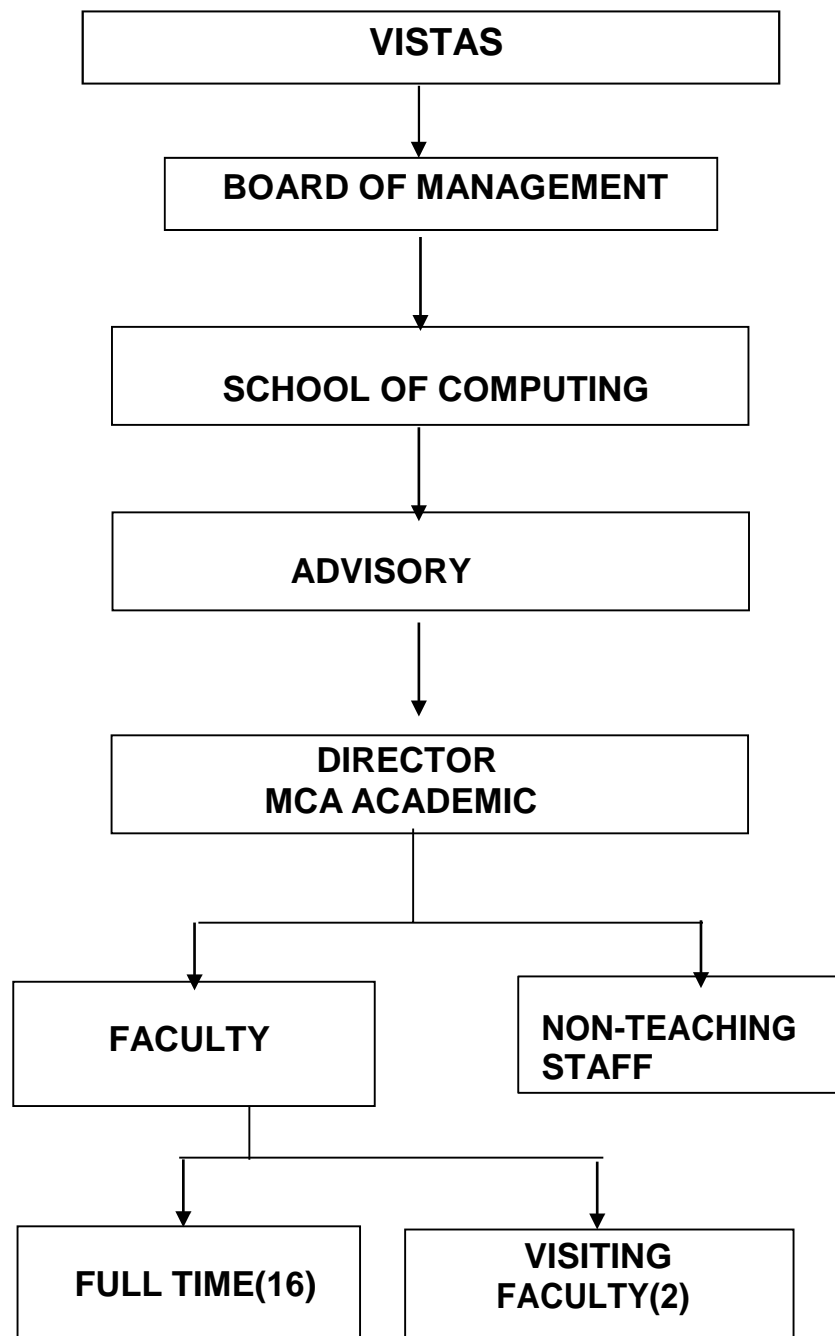 VISTAS
BOARD OF MANAGEMENT
SCHOOL OF COMPUTING
ADVISORY
DIRECTOR
MCA ACADEMIC
FACULTY
NON-TEACHING
STAFF
FULL TIME(16)
VISITING
FACULTY(2)